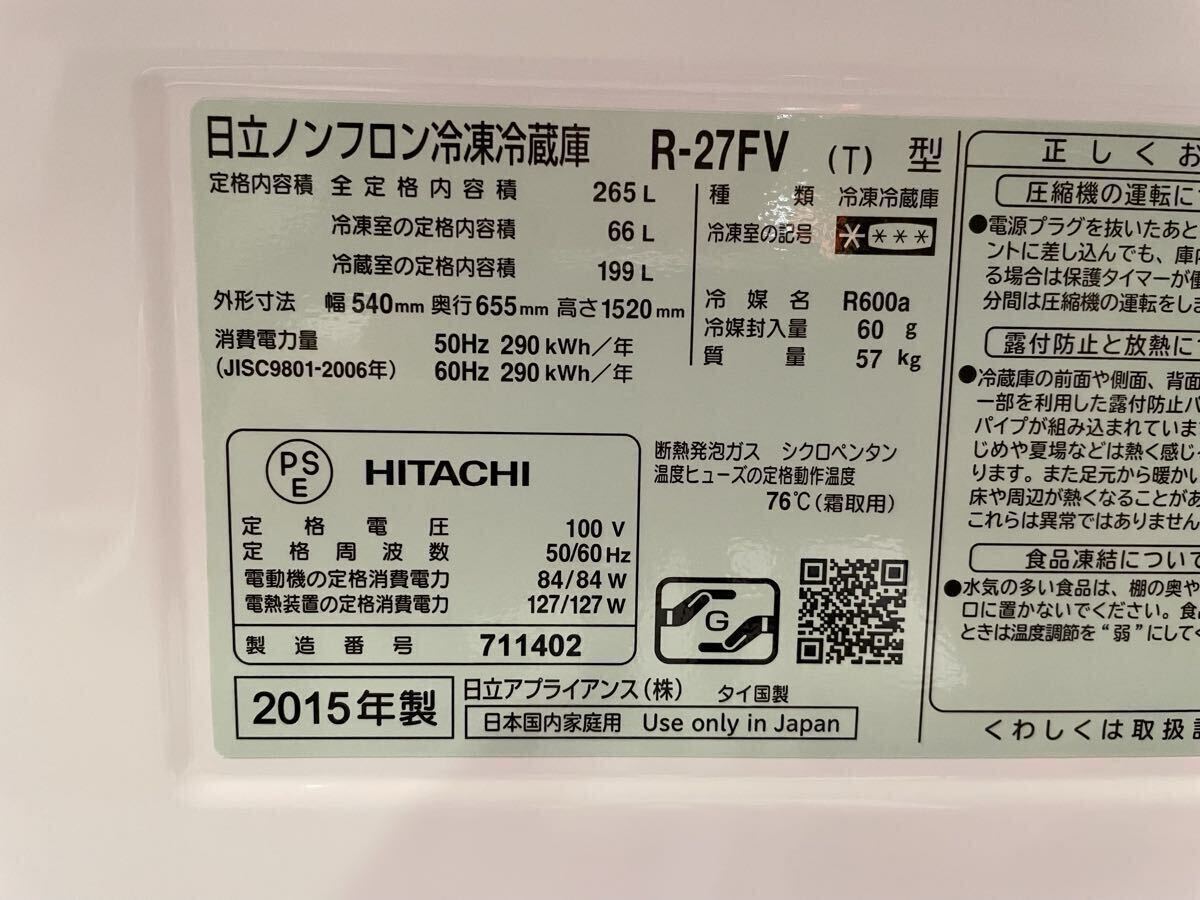 日立ノンフロン冷凍冷蔵庫 R-27FV (T) 型
定格内容積 全定格内容積 265 L
冷凍室の定格内容積 66 L
冷蔵室の定格内容積 199 L
外形寸法 幅 540mm 奥行 655mm 高さ 1520mm
消費電力量 50Hz 290 kWh/年
(JISC9801-2006年) 60Hz 290 kWh/年
種類 冷凍冷蔵庫
冷凍室の記号 ＊＊＊＊
冷媒名 R600a
冷媒封入量 60 g
質量 57 kg
PS
E
HITACHI
定格電圧 100 V
定格周波数 50/60 Hz
電動機の定格消費電力 84/84 W
電熱装置の定格消費電力 127/127 W
製造番号 711402
断熱発泡ガス シクロペンタン
温度ヒューズの定格動作温度
76℃(霜取用)
G
2015年製
日立アプライアンス(株) タイ国製
日本国内家庭用 Use only in Japan
正しくお
圧縮機の運転に
●電源プラグを抜いたあと
ントに差し込んでも、庫内
る場合は保護タイマーが働
分間は圧縮機の運転をしま
露付防止と放熱に
●冷蔵庫の前面や側面、背面
一部を利用した露付防止パ
パイプが組み込まれていま
じめや夏場などは熱く感じ
ります。また足元から暖かい
床や周辺が熱くなることがあ
これらは異常ではありません
食品凍結について
●水気の多い食品は、棚の奥や
口に置かないでください。食
ときは温度調節を“弱”にして
くわしくは取扱説